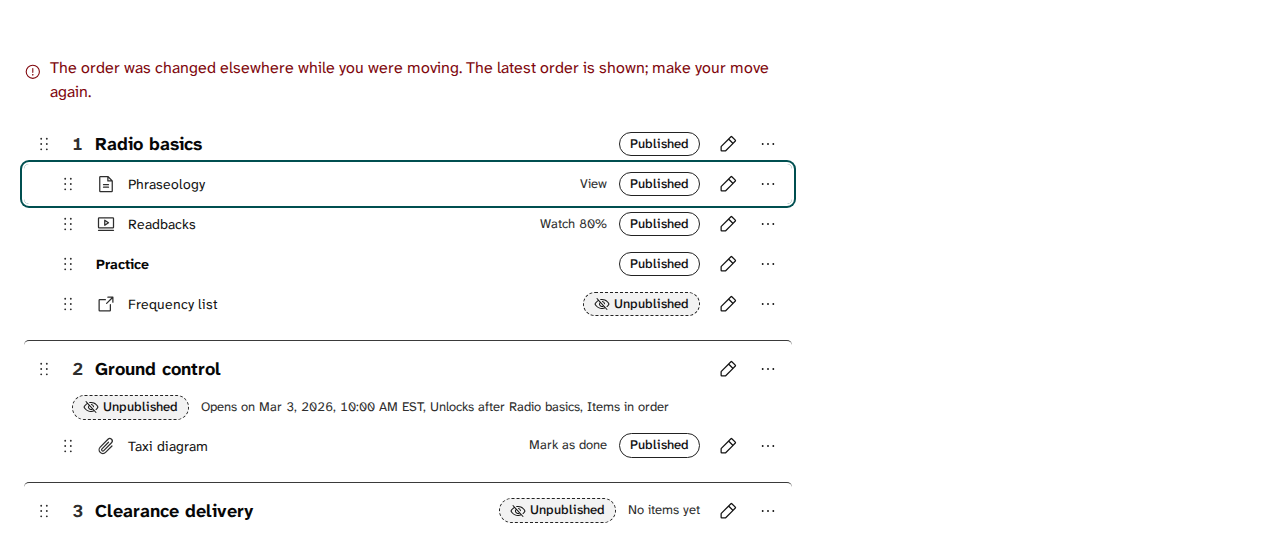 The order was changed elsewhere while you were moving. The latest order is shown; make your move
again.
1 Radio basics Published
Phraseology View Published
Readbacks Watch 80% Published
Practice Published
Frequency list Unpublished
2 Ground control
Unpublished Opens on Mar 3, 2026, 10:00 AM EST, Unlocks after Radio basics, Items in order
Taxi diagram Mark as done Published
3 Clearance delivery Unpublished No items yet